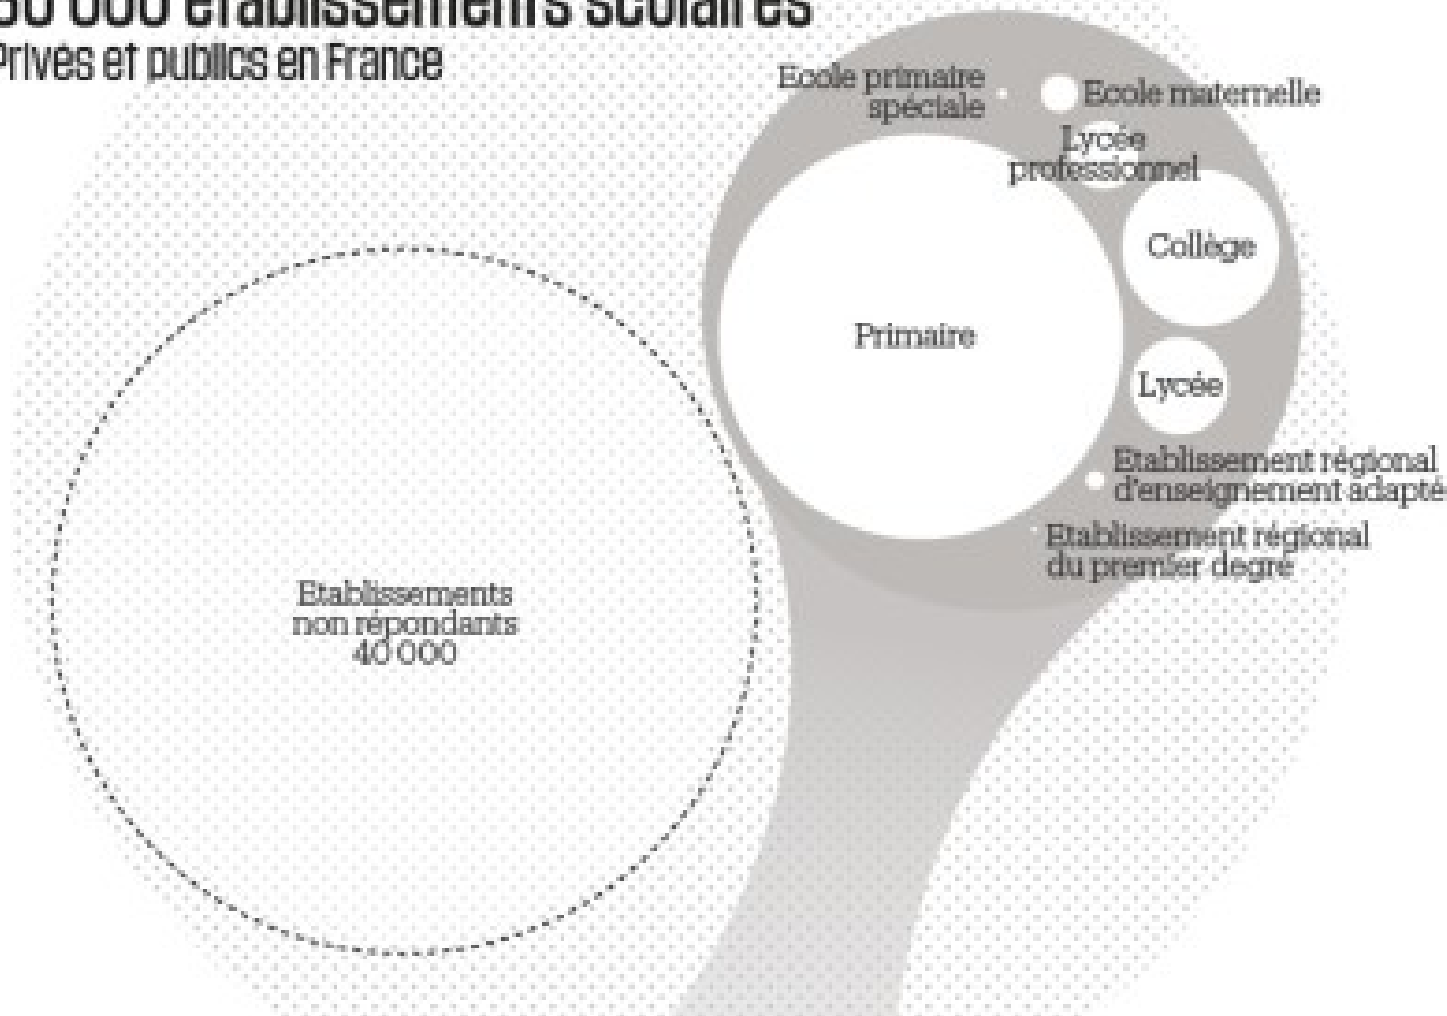 60 000 établissements scolaires
Privés et publics en France
Ecole primaire
spéciale
Ecole maternelle
Lycée
professionnel
Collège
Primaire
Lycée
Etablissement régional
d'enseignement adapté
Etablissement régional
du premier degré
Etablissements
non répondants
40 000